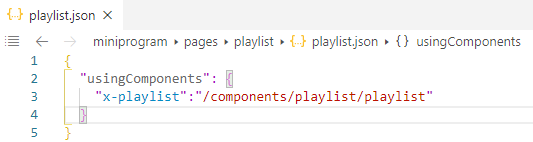 {..} playlist.json ×
miniprogram ▸ pages ▸ playlist ▸ {..} playlist.json ▸ {} usingComponents
1 {
2 "usingComponents": {
3 "x-playlist":"/components/playlist/playlist"
4 }
5 }